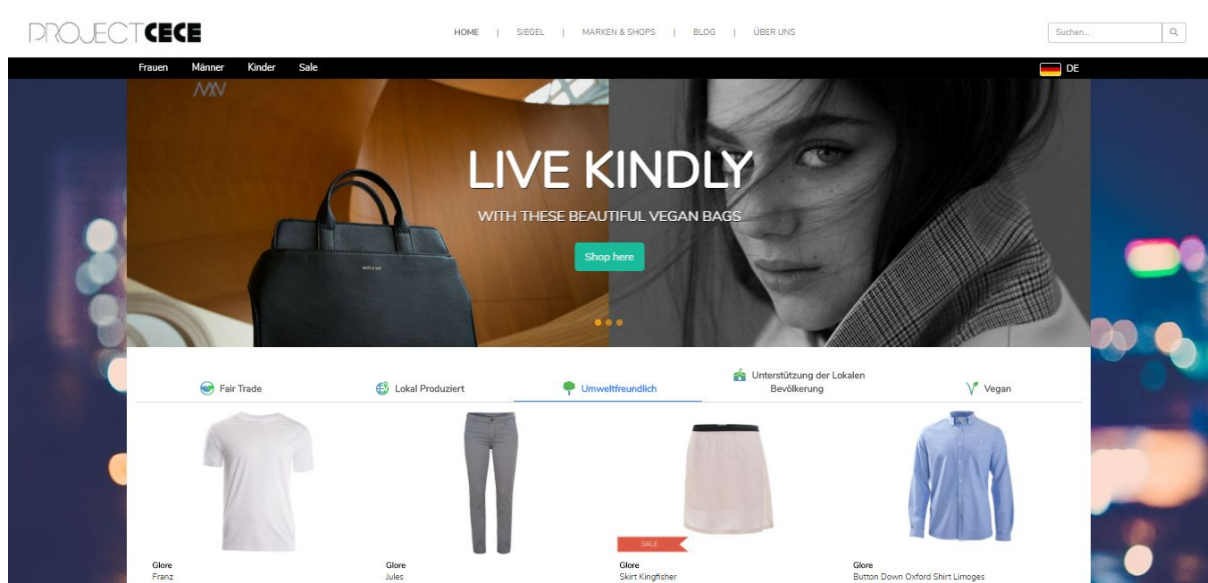 PROJECTCECE
HOME | SIEGEL | MARKEN & SHOPS | BLOG | ÜBER UNS
Suchen...
Frauen Männer Kinder Sale
DE
LIVE KINDLY
WITH THESE BEAUTIFUL VEGAN BAGS
Shop here
Fair Trade
Lokal Produziert
Umweltfreundlich
Unterstützung der Lokalen
Bevölkerung
Vegan
SALE
Glore
Franz
Glore
Jules
Glore
Skirt Kingfisher
Glore
Button Down Oxford Shirt Limoges